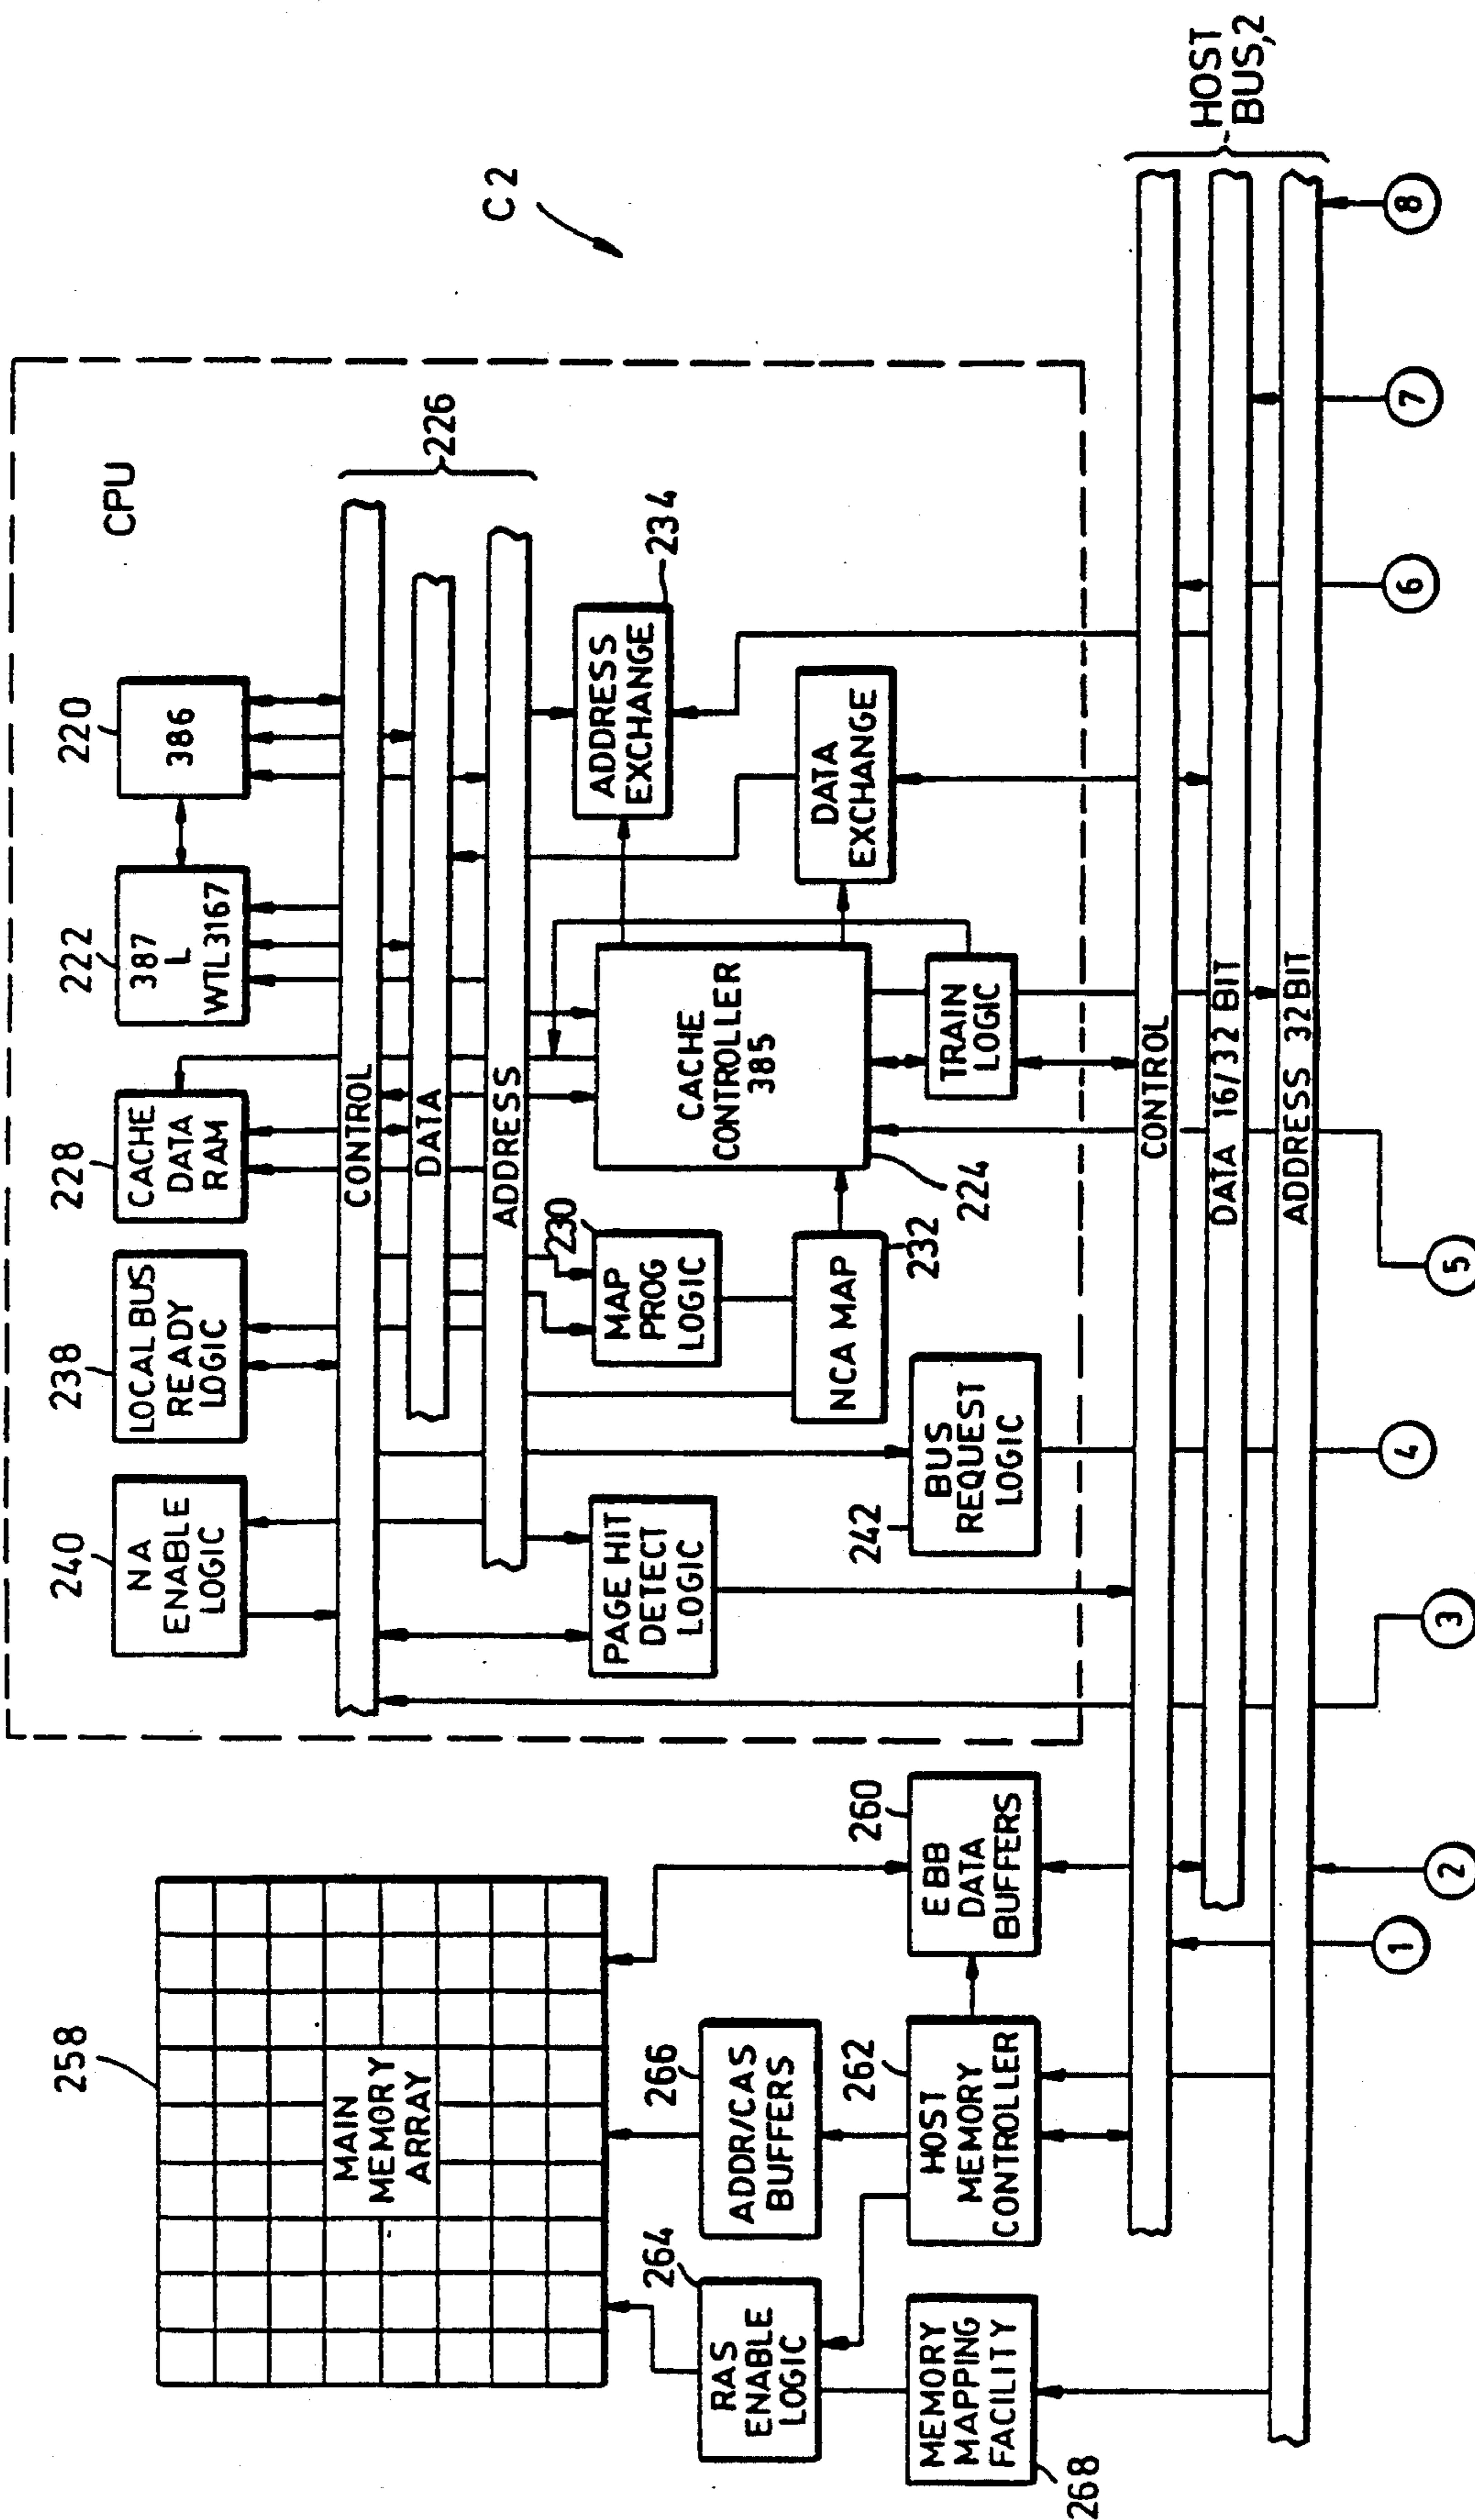 258
MAIN
MEMORY
ARRAY
264
RAS
ENABLE
LOGIC
266
ADDR/CAS
BUFFERS
MEMORY
MAPPING
FACILITY
268
262
HOST
MEMORY
CONTROLLER
260
EBB
DATA
BUFFERS
CPU
240
NA
ENABLE
LOGIC
238
LOCAL BUS
READY
LOGIC
228
CACHE
DATA
RAM
222
387
L
WTL3167
220
386
CONTROL
DATA
ADDRESS
226
PAGE HIT
DETECT
LOGIC
230
MAP
PROG
LOGIC
CACHE
CONTROLLER
385
224
ADDRESS
EXCHANGE
234
NCA MAP
232
DATA
EXCHANGE
242
BUS
REQUEST
LOGIC
TRAIN
LOGIC
C2
CONTROL
DATA 16/32 BIT
ADDRESS 32BIT
HOST
BUS,2
1
2
3
4
5
6
7
8